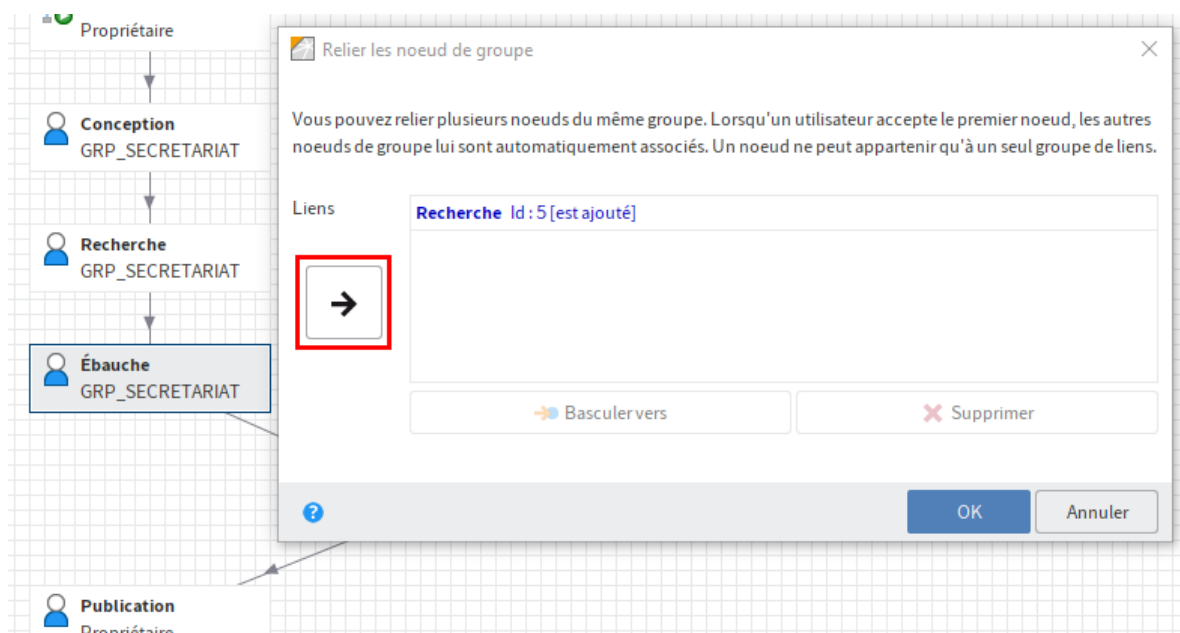 Propriétaire
Conception
GRP_SECRETARIAT
Recherche
GRP_SECRETARIAT
Ébauche
GRP_SECRETARIAT
Publication
Propriétaire
Relier les noeud de groupe
Vous pouvez relier plusieurs noeuds du même groupe. Lorsqu'un utilisateur accepte le premier noeud, les autres
noeuds de groupe lui sont automatiquement associés. Un noeud ne peut appartenir qu'à un seul groupe de liens.
Liens
Recherche Id : 5 [est ajouté]
Basculer vers
Supprimer
?
OK
Annuler